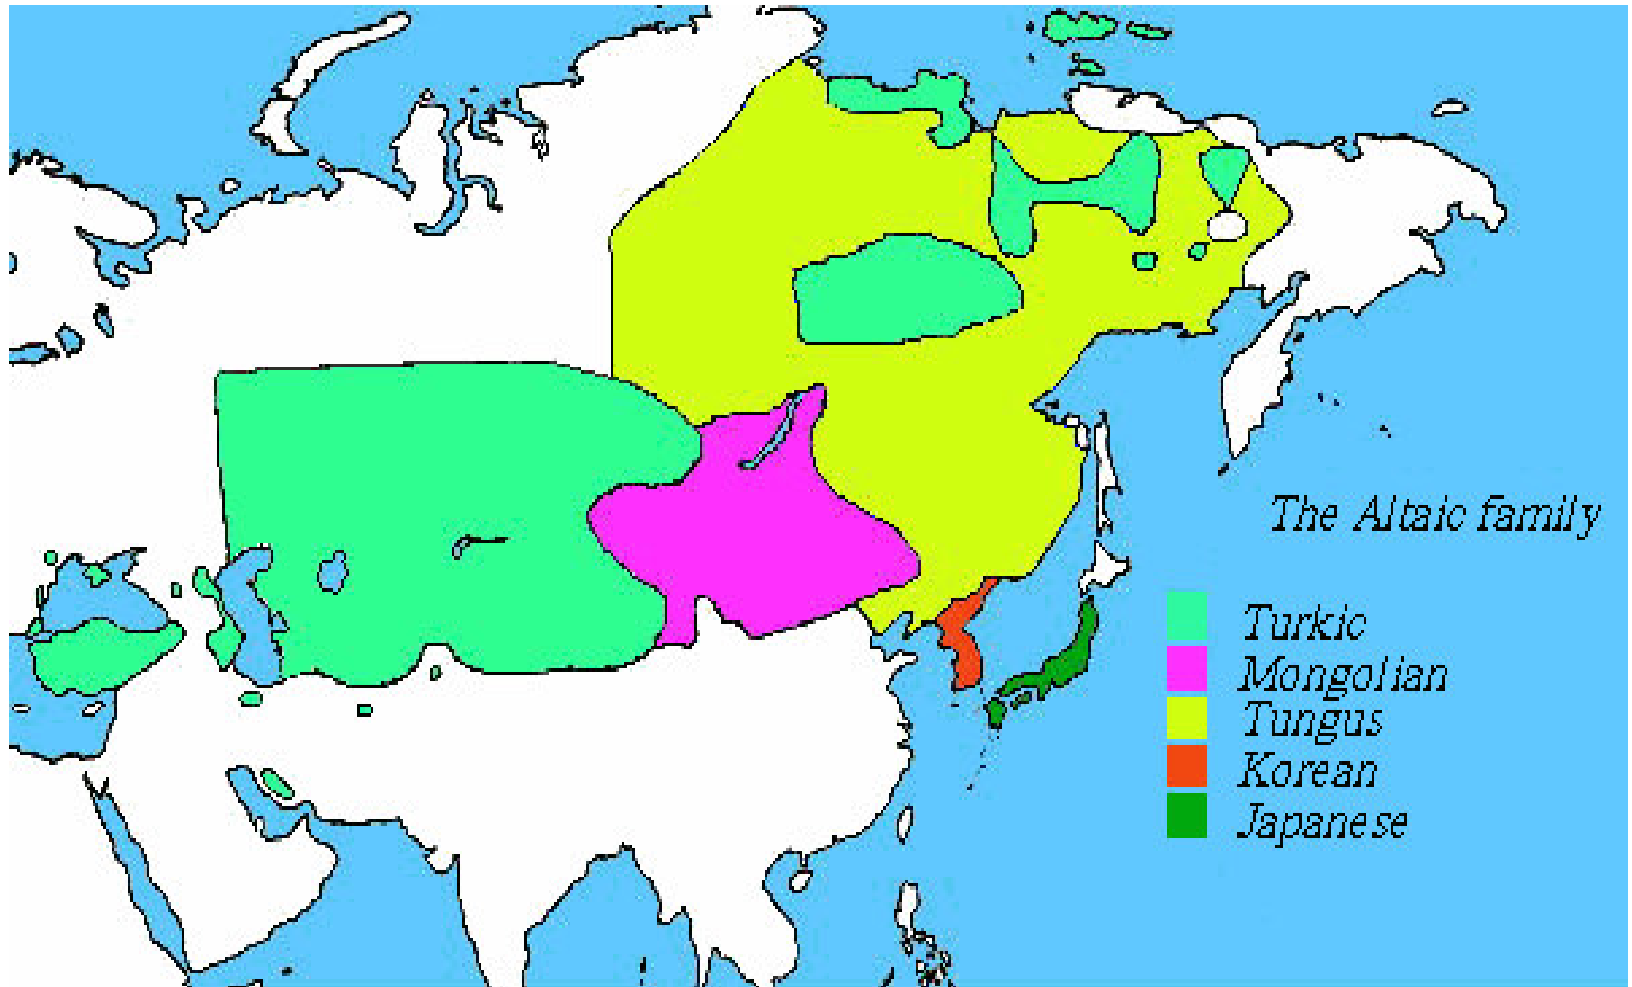 The Altaic family
Turkic
Mongolian
Tungus
Korean
Japanese